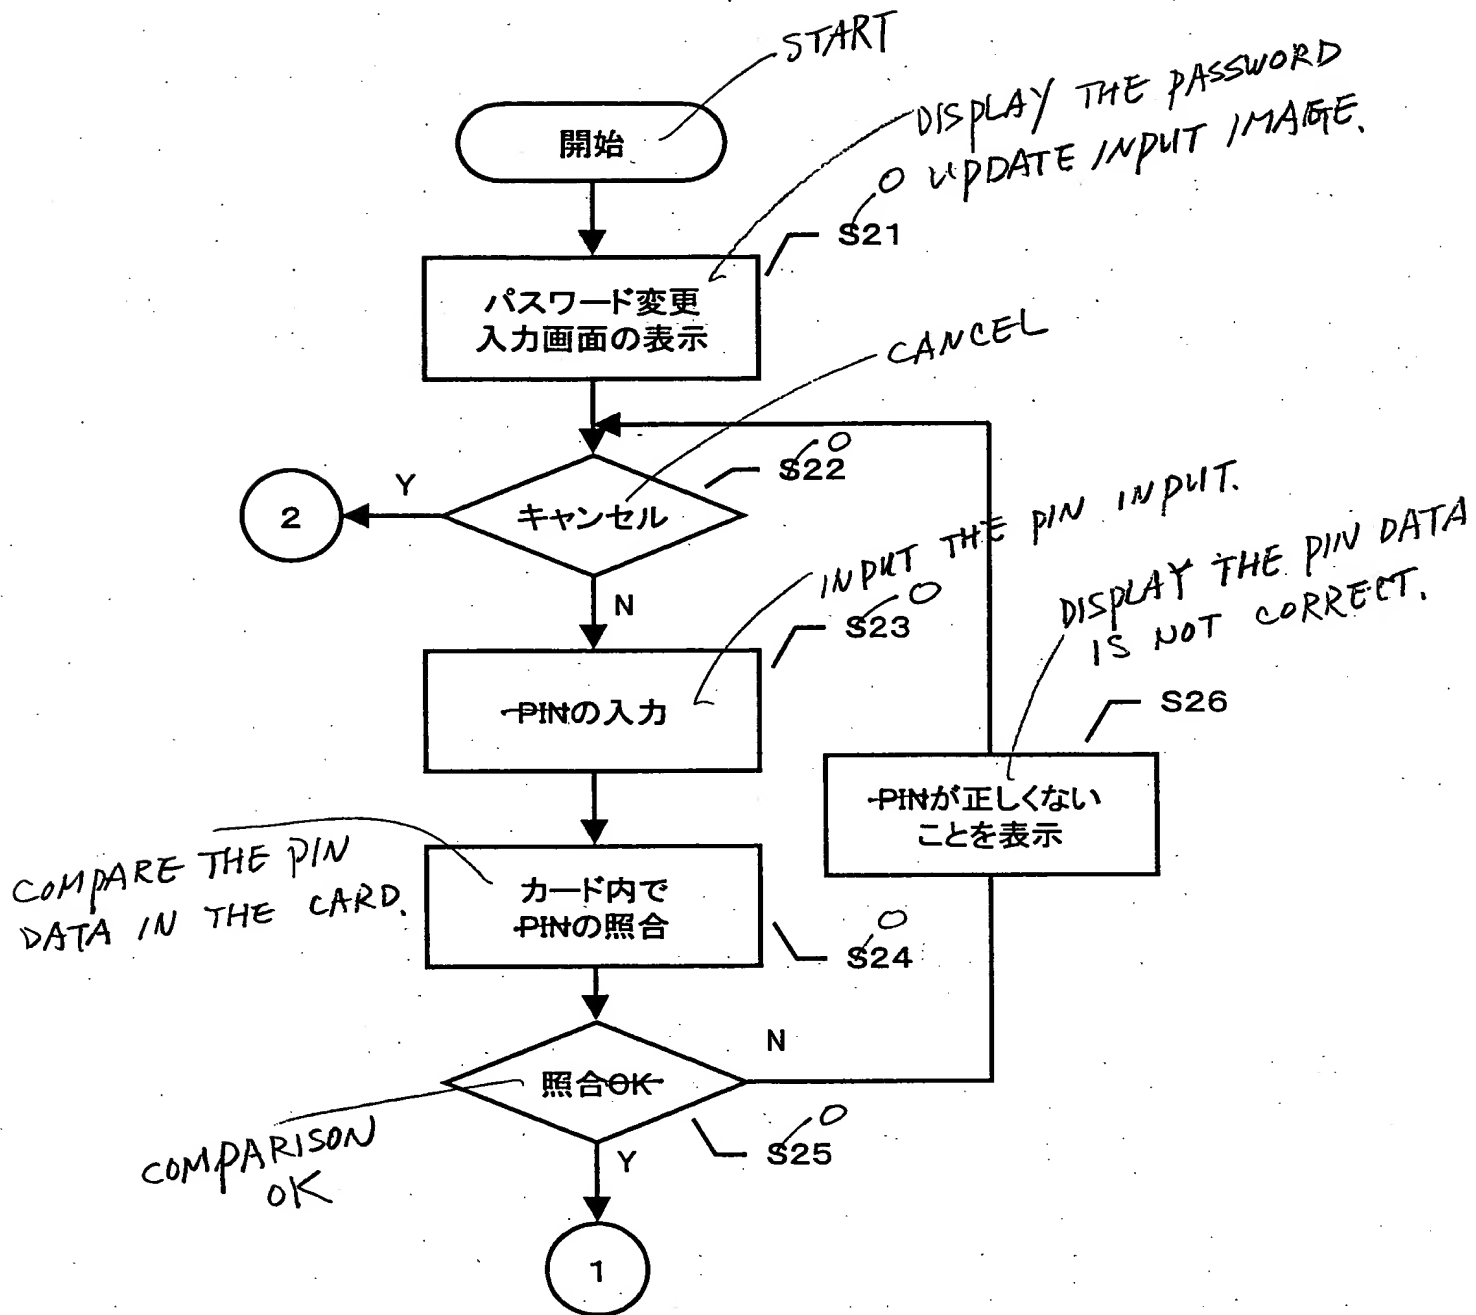 START
開始
DISPLAY THE PASSWORD
UPDATE INPUT IMAGE.
S21
パスワード変更
入力画面の表示
CANCEL
S22
Y
2
キャンセル
N
INPUT THE PIN INPUT.
S23
DISPLAY THE PIN DATA
IS NOT CORRECT.
S26
PINの入力
PINが正しくない
ことを表示
COMPARE THE PIN
DATA IN THE CARD.
カード内で
PINの照合
S24
N
照合OK
COMPARISON
OK
S25
Y
1